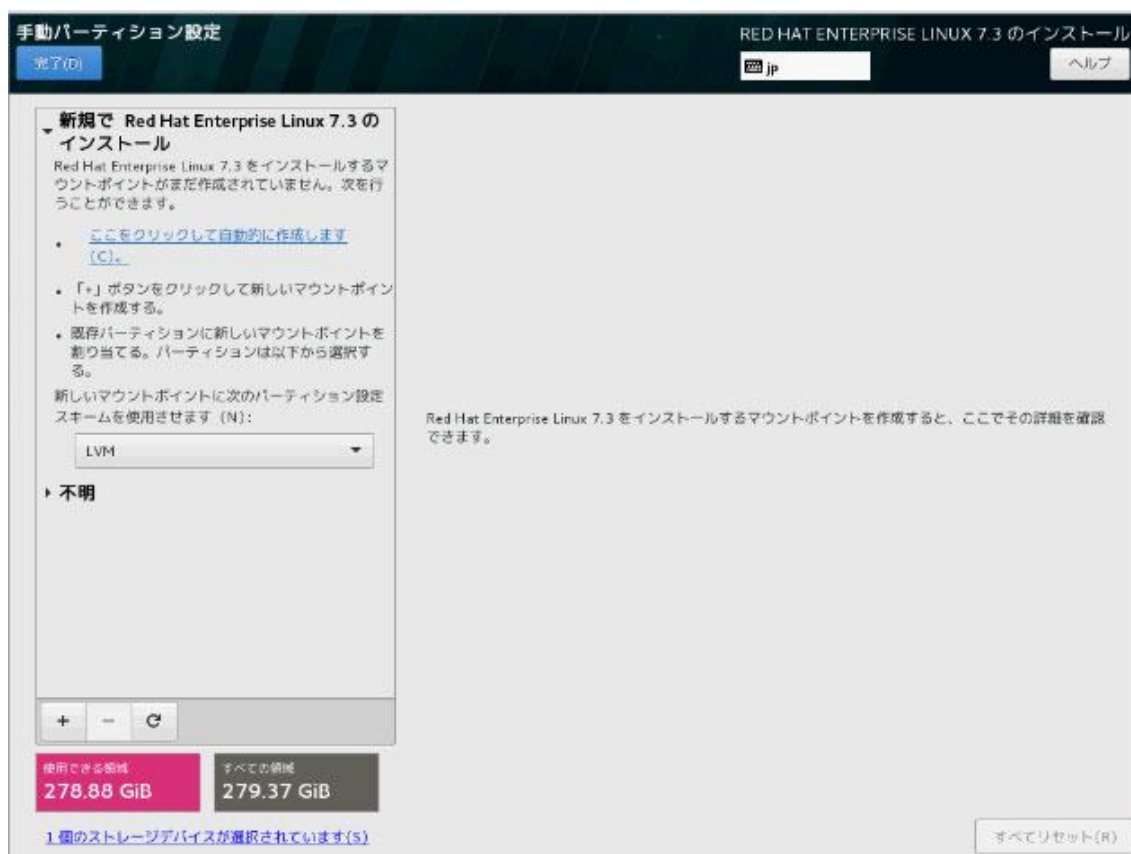 手動パーティション設定
RED HAT ENTERPRISE LINUX 7.3 のインストール
完了(D)
jp
ヘルプ
新規で Red Hat Enterprise Linux 7.3 の
インストール
Red Hat Enterprise Linux 7.3 をインストールするマ
ウントポイントがまだ作成されていません。次を行
うことができます。
• ここをクリックして自動的に作成します
(C)。
• 「+」ボタンをクリックして新しいマウントポイン
トを作成する。
• 既存パーティションに新しいマウントポイントを
割り当てる。パーティションは以下から選択す
る。
新しいマウントポイントに次のパーティション設定
スキームを使用させます (N):
LVM
不明
Red Hat Enterprise Linux 7.3 をインストールするマウントポイントを作成すると、ここでその詳細を確認
できます。
+ −
使用できる領域
278.88 GiB
すべての領域
279.37 GiB
1 個のストレージデバイスが選択されています(S)
すべてリセット(R)